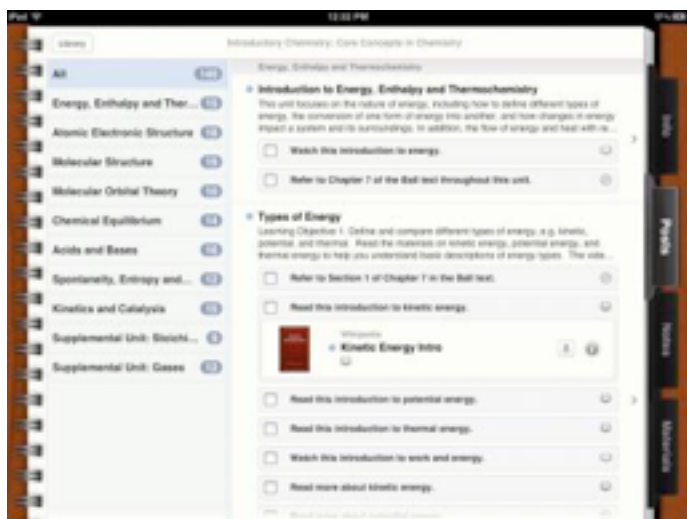 iPad
12:52 PM
Library
Introductory Chemistry: Core Concepts in Chemistry
All
Energy, Enthalpy and Ther...
Atomic Electronic Structure
Molecular Structure
Molecular Orbital Theory
Chemical Equilibrium
Acids and Bases
Spontaneity, Entropy and...
Kinetics and Catalysis
Supplemental Unit: Stoichi...
Supplemental Unit: Gases
Energy, Enthalpy and Thermochemistry
Introduction to Energy, Enthalpy and Thermochemistry
This unit focuses on the nature of energy, including how to define different types of
energy, the conversion of one form of energy into another, and how changes in energy
impact a system and its surroundings. In addition, the flow of energy and heat with re...
Watch this introduction to energy.
Refer to Chapter 7 of the Ball text throughout this unit.
Types of Energy
Learning Objective 1: Define and compare different types of energy, e.g. kinetic,
potential, and thermal. Read the materials on kinetic energy, potential energy, and
thermal energy to help you understand basic descriptions of energy types. The vide...
Refer to Section 1 of Chapter 7 in the Ball text.
Read this introduction to kinetic energy.
Wikipedia
Kinetic Energy Intro
Read this introduction to potential energy.
Read this introduction to thermal energy.
Watch this introduction to work and energy.
Read more about kinetic energy.
Read more about potential energy.
Info
Posts
Notes
Materials